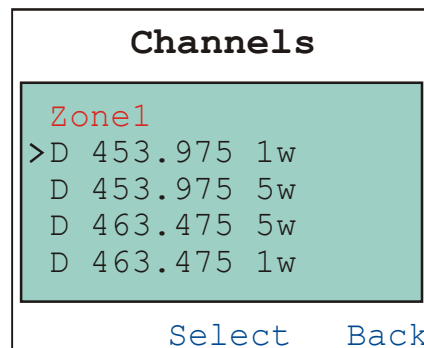 Channels
Zone1
>D 453.975 1w
D 453.975 5w
D 463.475 5w
D 463.475 1w
Select Back